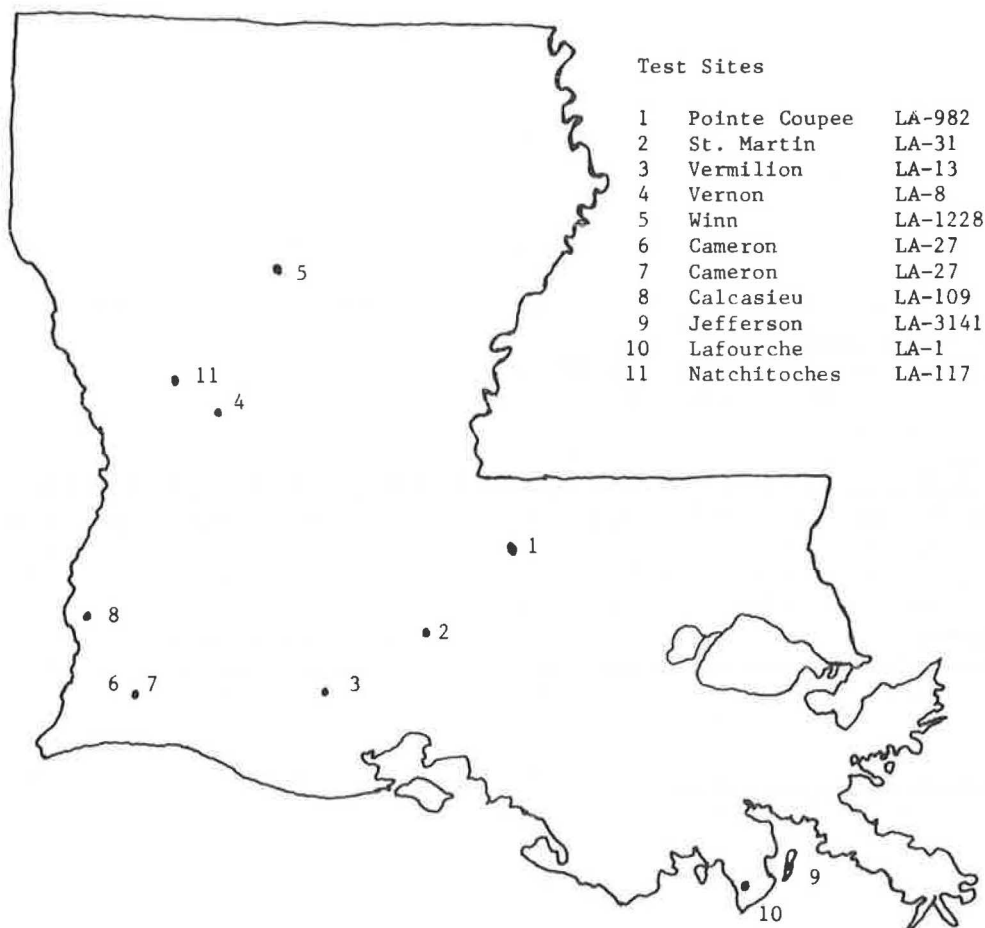 Test Sites
1 Pointe Coupee LA-982
2 St. Martin LA-31
3 Vermilion LA-13
4 Vernon LA-8
5 Winn LA-1228
6 Cameron LA-27
7 Cameron LA-27
8 Calcasieu LA-109
9 Jefferson LA-3141
10 Lafourche LA-1
11 Natchitoches LA-117
5
11
4
1
8
2
6 7
3
9
10